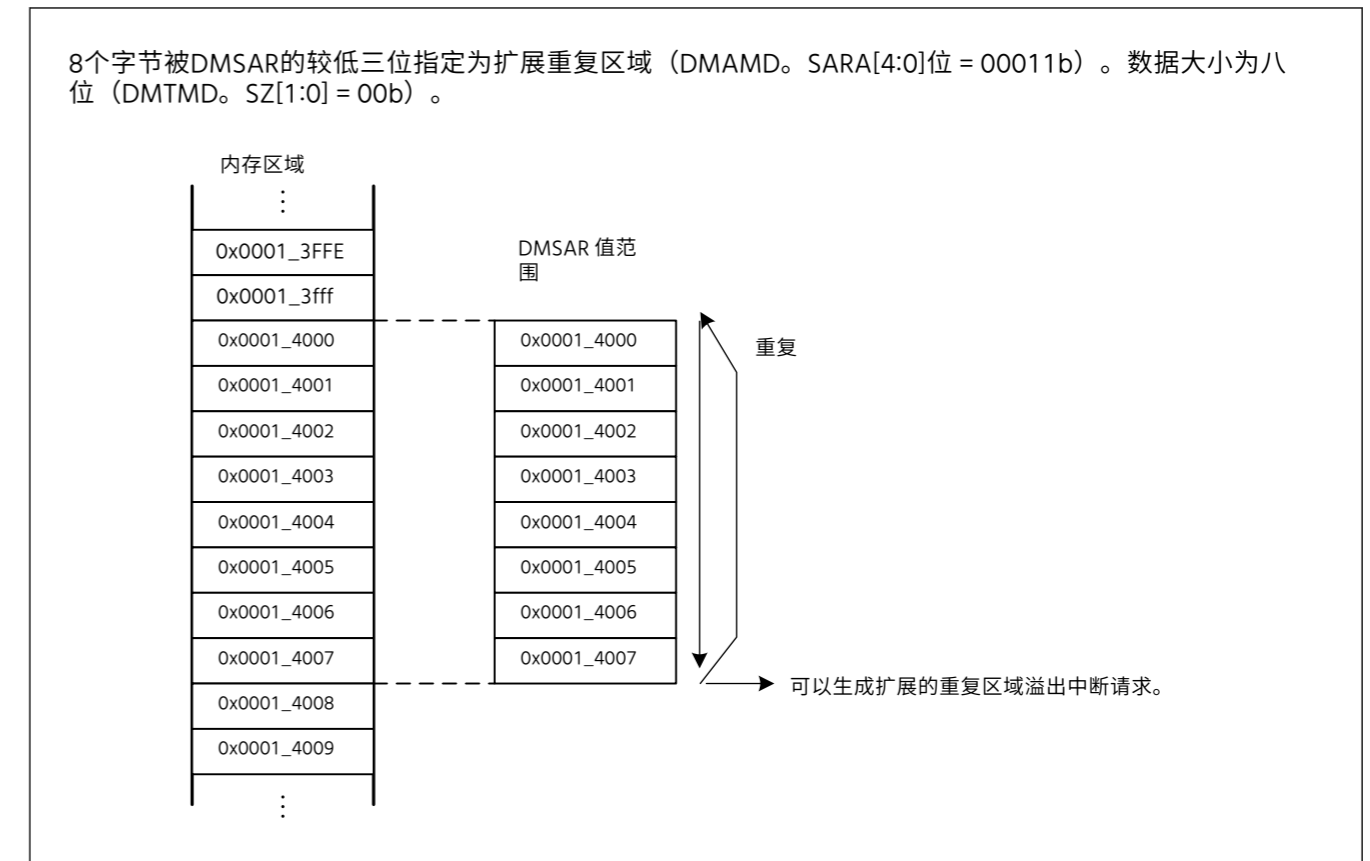 8个字节被DMSAR的较低三位指定为扩展重复区域（DMAMD。SARA[4:0]位 = 00011b）。数据大小为八
位（DMTMD。SZ[1:0] = 00b）。
内存区域
⋮
0x0001_3FFE
DMSAR 值范
围
0x0001_3fff
0x0001_4000
0x0001_4000
重复
0x0001_4001
0x0001_4001
0x0001_4002
0x0001_4002
0x0001_4003
0x0001_4003
0x0001_4004
0x0001_4004
0x0001_4005
0x0001_4005
0x0001_4006
0x0001_4006
0x0001_4007
0x0001_4007
可以生成扩展的重复区域溢出中断请求。
0x0001_4008
0x0001_4009
⋮